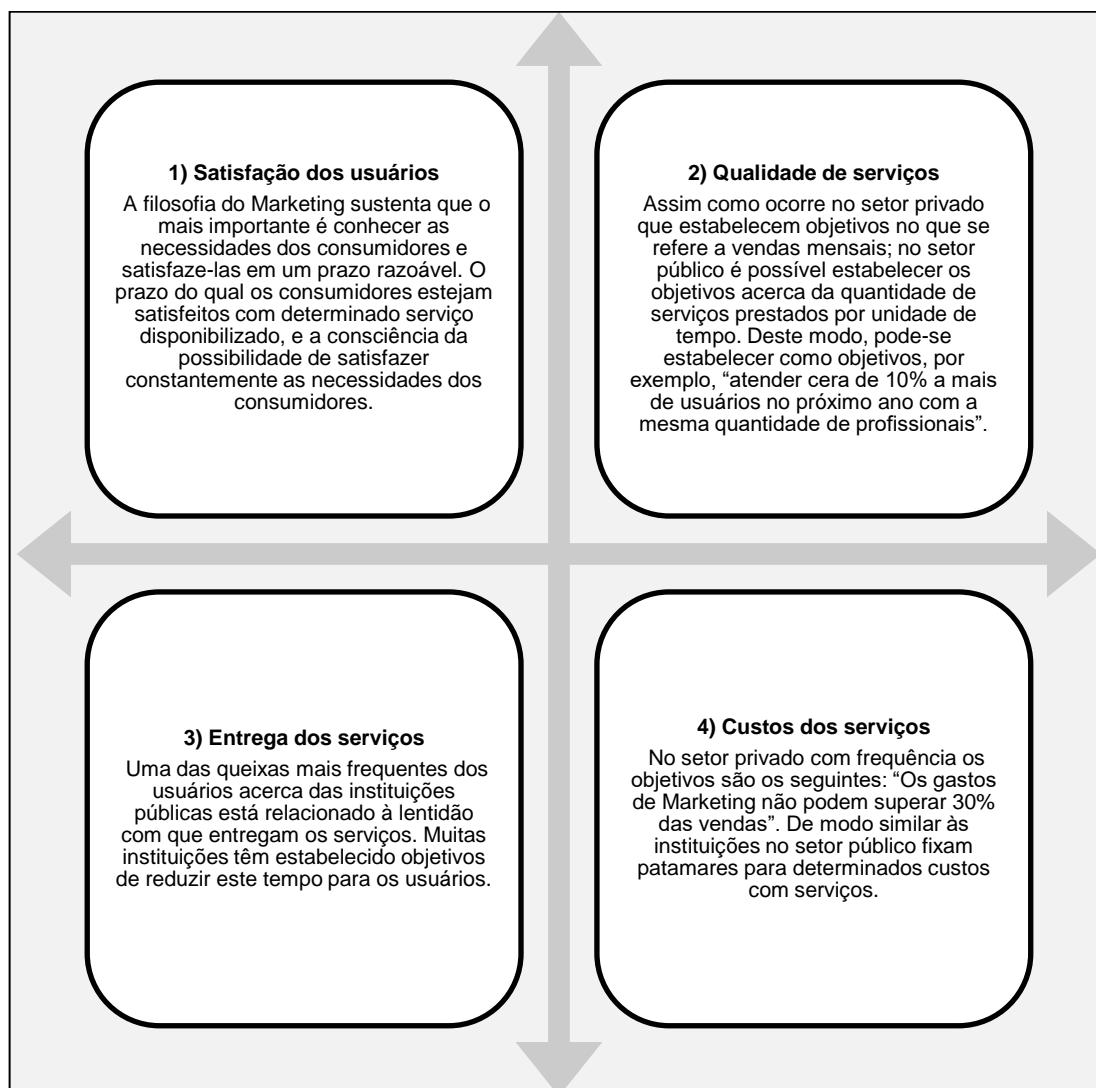 1) Satisfação dos usuários
A filosofia do Marketing sustenta que o
mais importante é conhecer as
necessidades dos consumidores e
satisfaze-las em um prazo razoável. O
prazo do qual os consumidores estejam
satisfeitos com determinado serviço
disponibilizado, e a consciência da
possibilidade de satisfazer
constantemente as necessidades dos
consumidores.
2) Qualidade de serviços
Assim como ocorre no setor privado
que estabelecem objetivos no que se
refere a vendas mensais; no setor
público é possível estabelecer os
objetivos acerca da quantidade de
serviços prestados por unidade de
tempo. Deste modo, pode-se
estabelecer como objetivos, por
exemplo, “atender cera de 10% a mais
de usuários no próximo ano com a
mesma quantidade de profissionais”.
3) Entrega dos serviços
Uma das queixas mais frequentes dos
usuários acerca das instituições
públicas está relacionado à lentidão
com que entregam os serviços. Muitas
instituições têm estabelecido objetivos
de reduzir este tempo para os usuários.
4) Custos dos serviços
No setor privado com frequência os
objetivos são os seguintes: “Os gastos
de Marketing não podem superar 30%
das vendas”. De modo similar às
instituições no setor público fixam
patamares para determinados custos
com serviços.